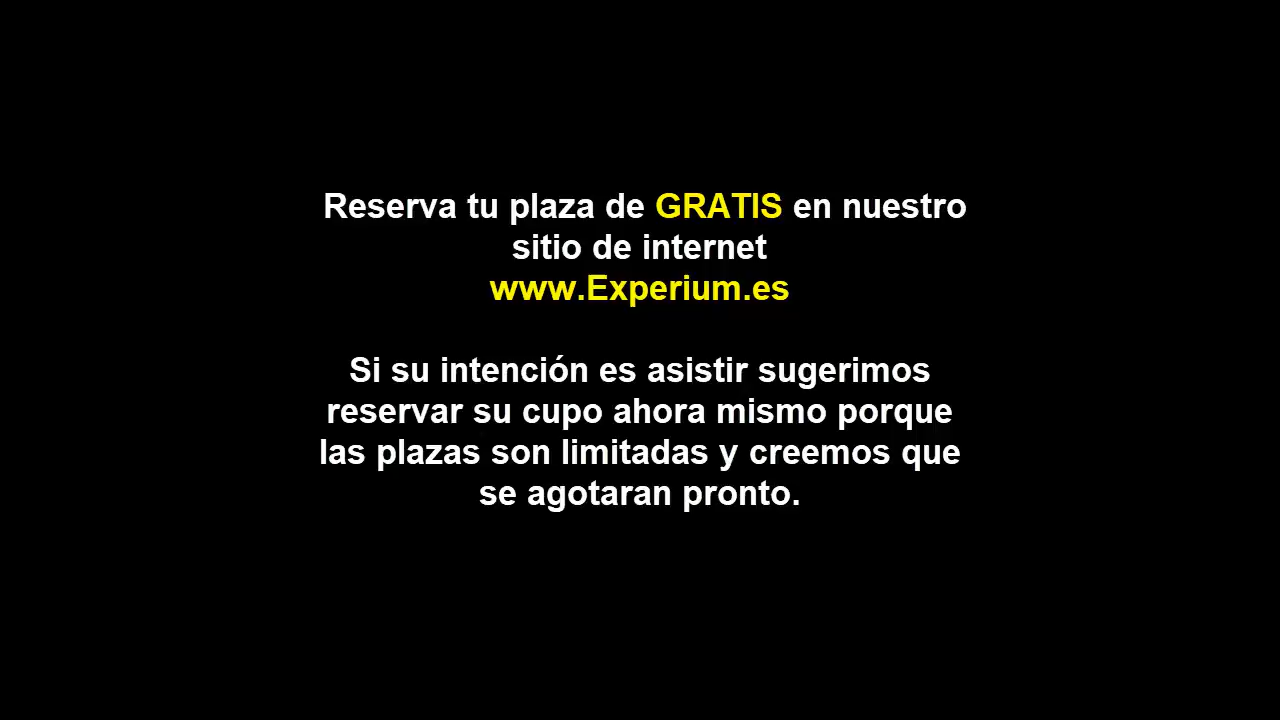 Reserva tu plaza de GRATIS en nuestro
sitio de internet
www.Experium.es
Si su intención es asistir sugerimos
reservar su cupo ahora mismo porque
las plazas son limitadas y creemos que
se agotaran pronto.